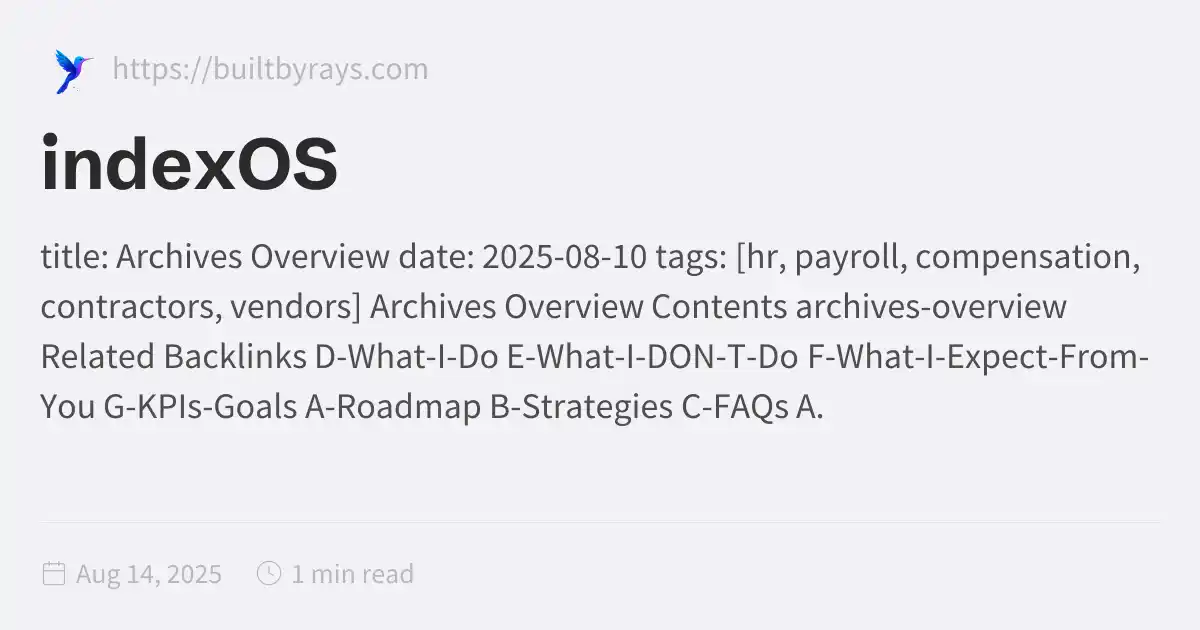 https://builtbyrays.com
indexOS
title: Archives Overview date: 2025-08-10 tags: [hr, payroll, compensation,
contractors, vendors] Archives Overview Contents archives-overview
Related Backlinks D-What-I-Do E-What-I-DON-T-Do F-What-I-Expect-From-
You G-KPIs-Goals A-Roadmap B-Strategies C-FAQs A.
Aug 14, 2025 1 min read